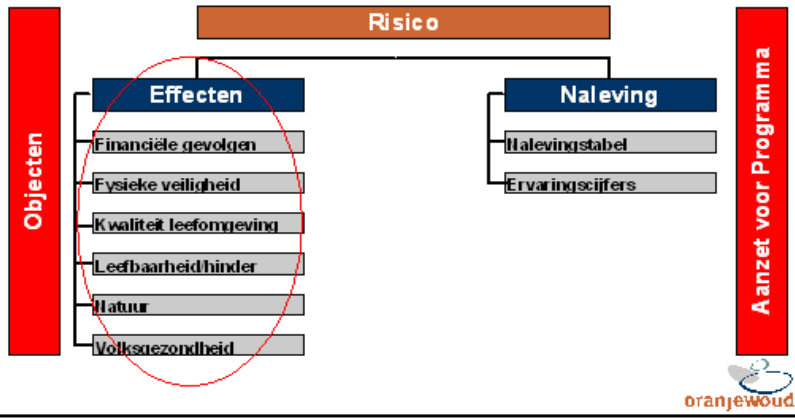 Risico
Objecten
Effecten
Financiële gevolgen
Fysieke veiligheid
Kwaliteit leefomgeving
Leefbaarheid/hinder
Natuur
Volksgezondheid
Naleving
Nalevingstabel
Ervaringscijfers
Aanzet voor Programma
oranjewoud